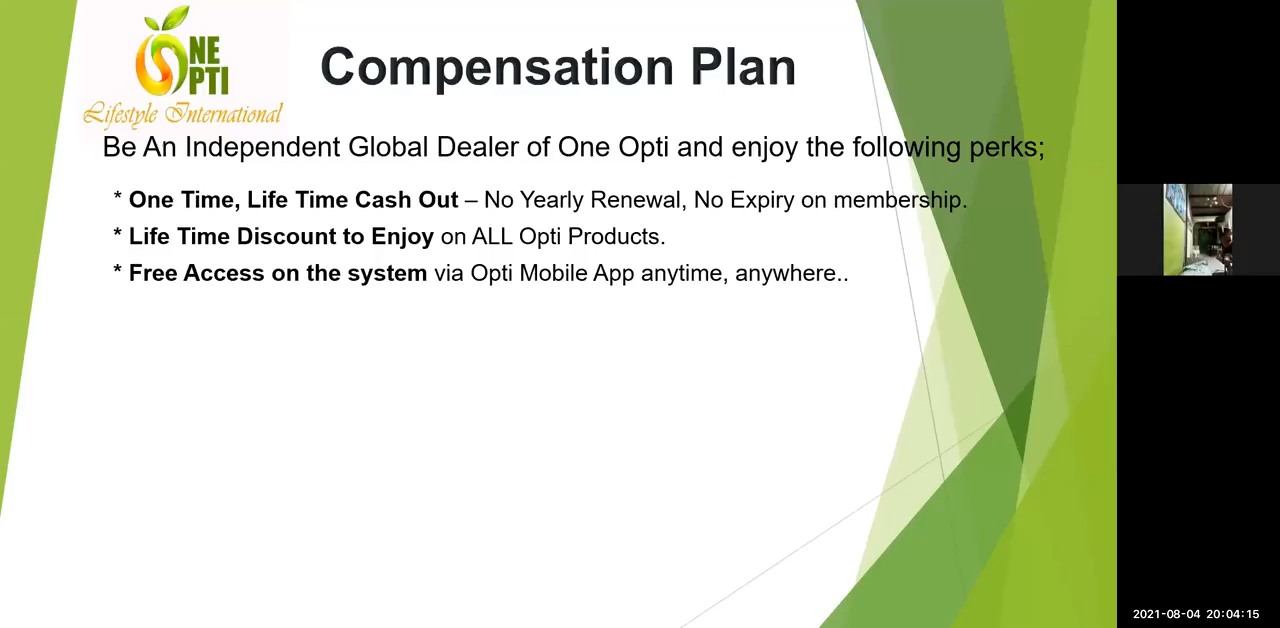 ONE
OPTI
Lifestyle International
Compensation Plan
Be An Independent Global Dealer of One Opti and enjoy the following perks;
* One Time, Life Time Cash Out – No Yearly Renewal, No Expiry on membership.
* Life Time Discount to Enjoy on ALL Opti Products.
* Free Access on the system via Opti Mobile App anytime, anywhere..
2021-08-04 20:04:15